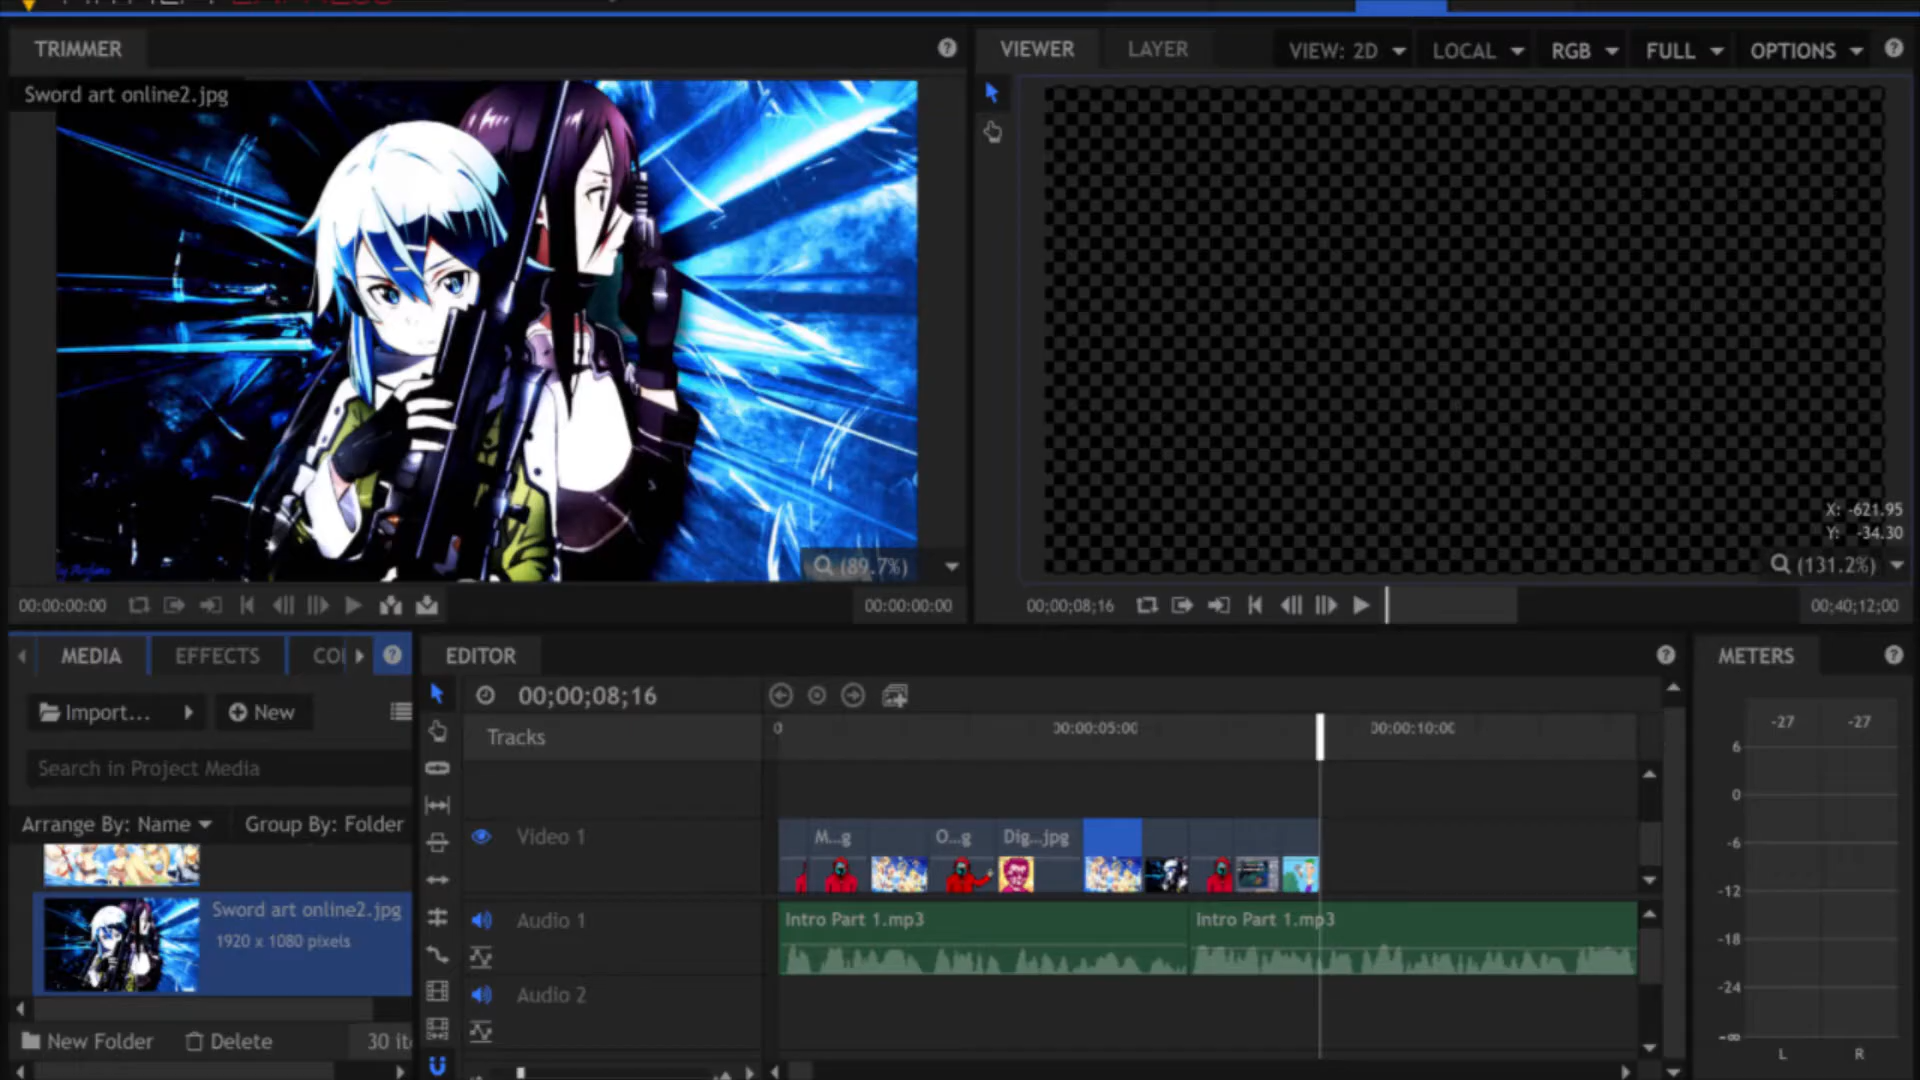 TRIMMER
Sword art online2.jpg
(89.7%)
00:00:00:00
00:00:00:00
VIEWER
LAYER
VIEW: 2D
LOCAL
RGB
FULL
OPTIONS
X: -621.95
Y: -34.30
(131.2%)
00;00;08;16
00;40;12;00
MEDIA
EFFECTS
Import...
New
Search in Project Media
Arrange By: Name
Group By: Folder
Sword art online2.jpg
1920 x 1080 pixels
New Folder
Delete
30
EDITOR
00;00;08;16
Tracks
0
00:00:05:00
00:00:10:00
Video 1
M...g
O...g
Dig...jpg
Audio 1
Intro Part 1.mp3
Intro Part 1.mp3
Audio 2
METERS
-27
-27
6
0
-6
-12
-18
-24
-∞
L
R